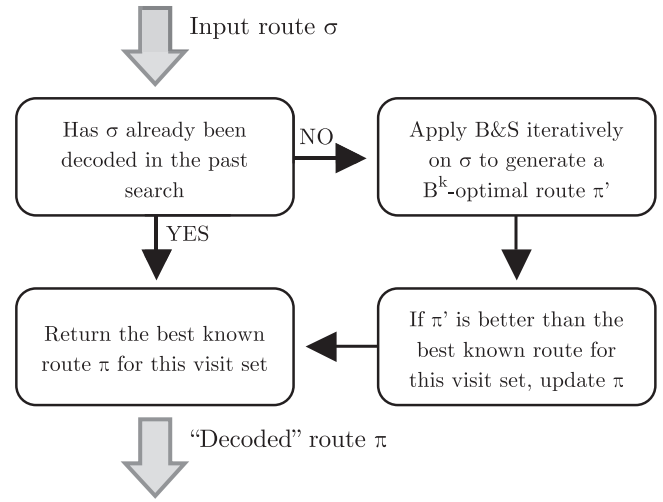 Input route σ
Has σ already been
decoded in the past
search
NO
Apply B&S iteratively
on σ to generate a
Bᵏ-optimal route π’
YES
Return the best known
route π for this visit set
If π’ is better than the
best known route for
this visit set, update π
“Decoded” route π